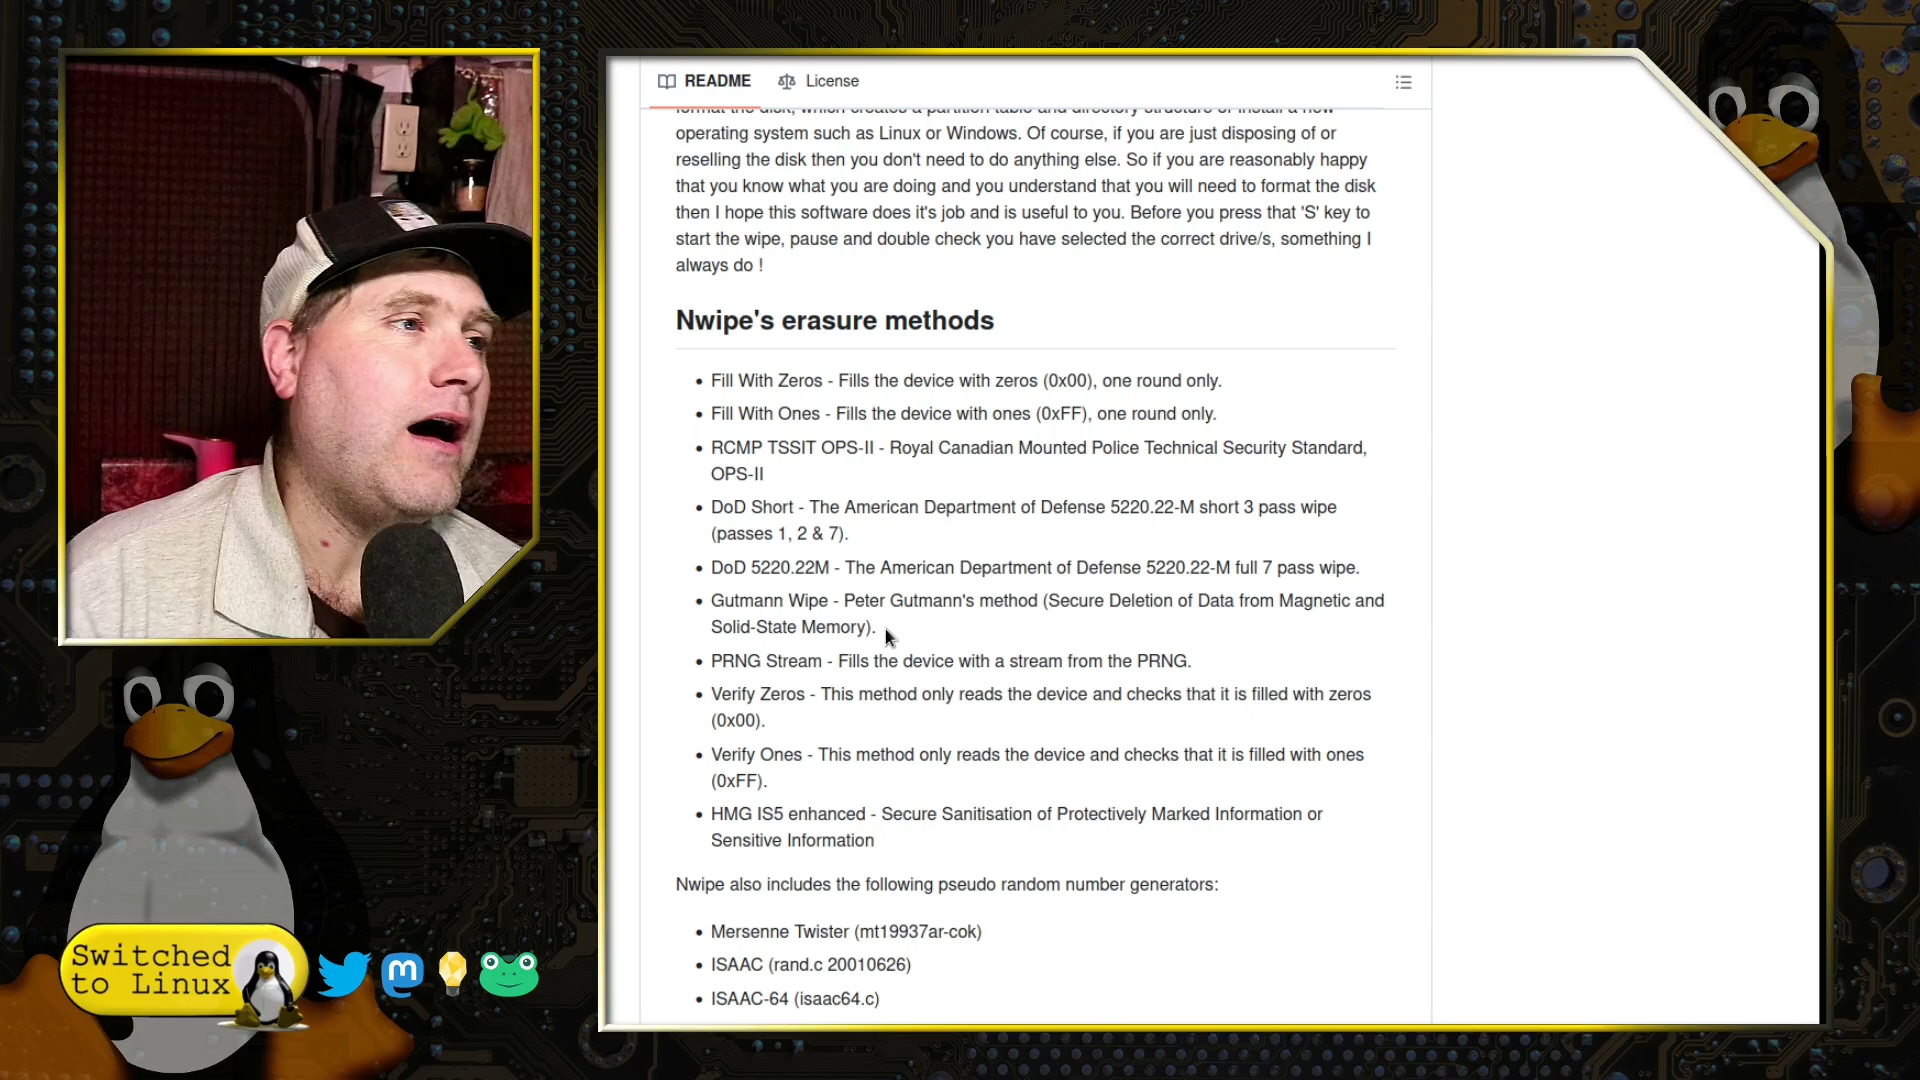 README
License
format the disk, which creates a partition table and directory structure or install a new
operating system such as Linux or Windows. Of course, if you are just disposing of or
reselling the disk then you don't need to do anything else. So if you are reasonably happy
that you know what you are doing and you understand that you will need to format the disk
then I hope this software does it's job and is useful to you. Before you press that 'S' key to
start the wipe, pause and double check you have selected the correct drive/s, something I
always do !
Nwipe's erasure methods
• Fill With Zeros - Fills the device with zeros (0x00), one round only.
• Fill With Ones - Fills the device with ones (0xFF), one round only.
• RCMP TSSIT OPS-II - Royal Canadian Mounted Police Technical Security Standard,
OPS-II
• DoD Short - The American Department of Defense 5220.22-M short 3 pass wipe
(passes 1, 2 & 7).
• DoD 5220.22M - The American Department of Defense 5220.22-M full 7 pass wipe.
• Gutmann Wipe - Peter Gutmann's method (Secure Deletion of Data from Magnetic and
Solid-State Memory).
• PRNG Stream - Fills the device with a stream from the PRNG.
• Verify Zeros - This method only reads the device and checks that it is filled with zeros
(0x00).
• Verify Ones - This method only reads the device and checks that it is filled with ones
(0xFF).
• HMG IS5 enhanced - Secure Sanitisation of Protectively Marked Information or
Sensitive Information
Nwipe also includes the following pseudo random number generators:
• Mersenne Twister (mt19937ar-cok)
• ISAAC (rand.c 20010626)
• ISAAC-64 (isaac64.c)
Switched
to Linux